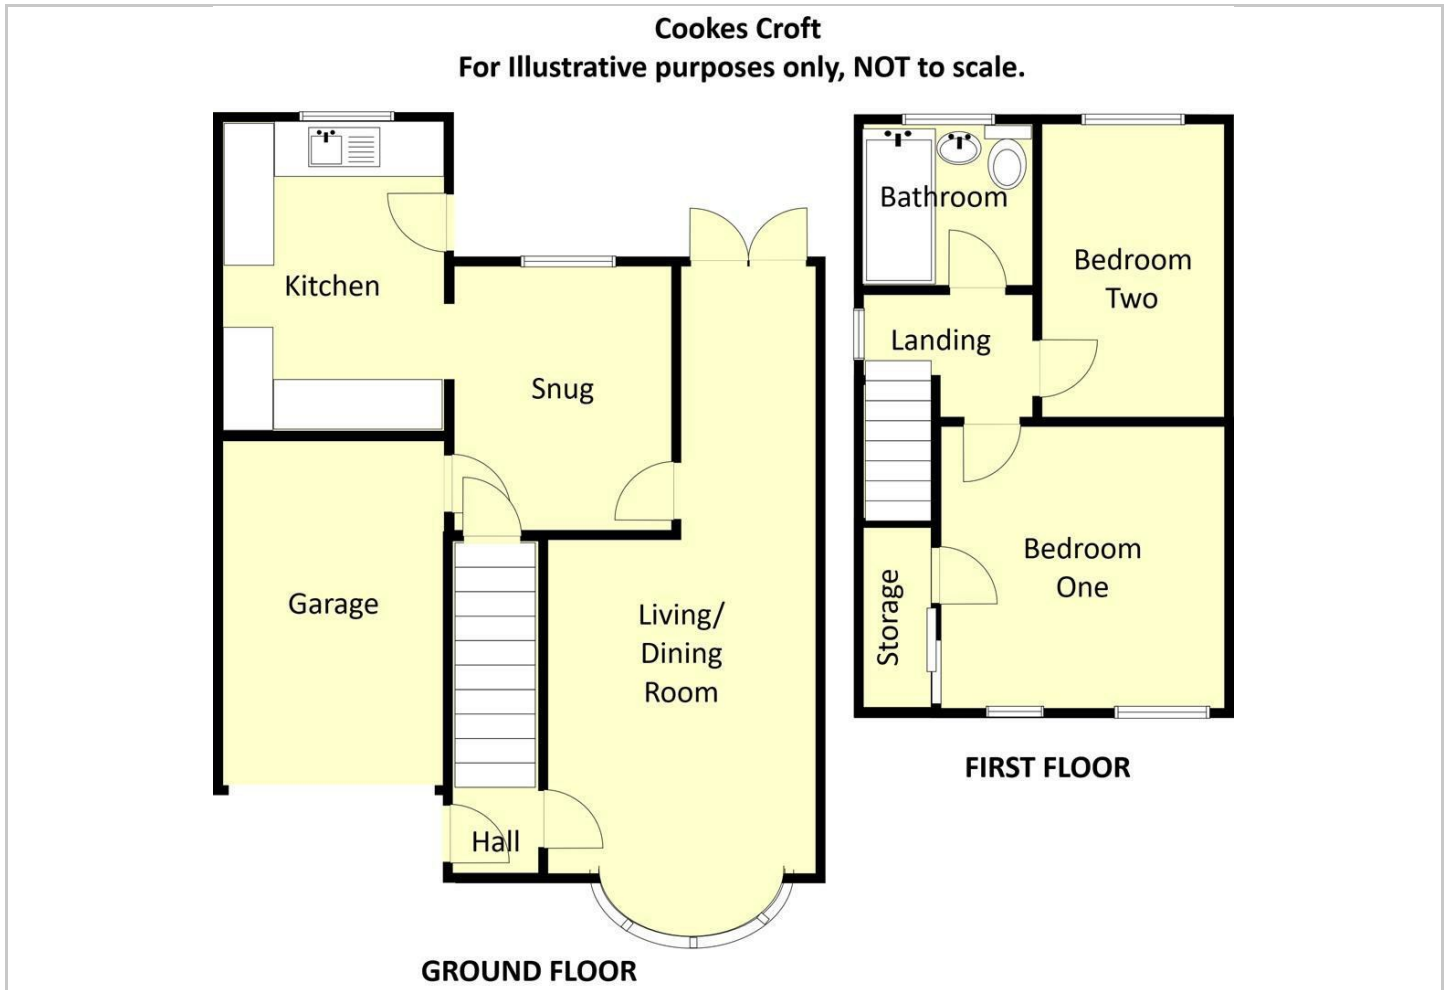 Cookes Croft
For Illustrative purposes only, NOT to scale.
Kitchen
Snug
Garage
Living/
Dining
Room
Hall
GROUND FLOOR
Bathroom
Bedroom
Two
Landing
Bedroom
One
Storage
FIRST FLOOR